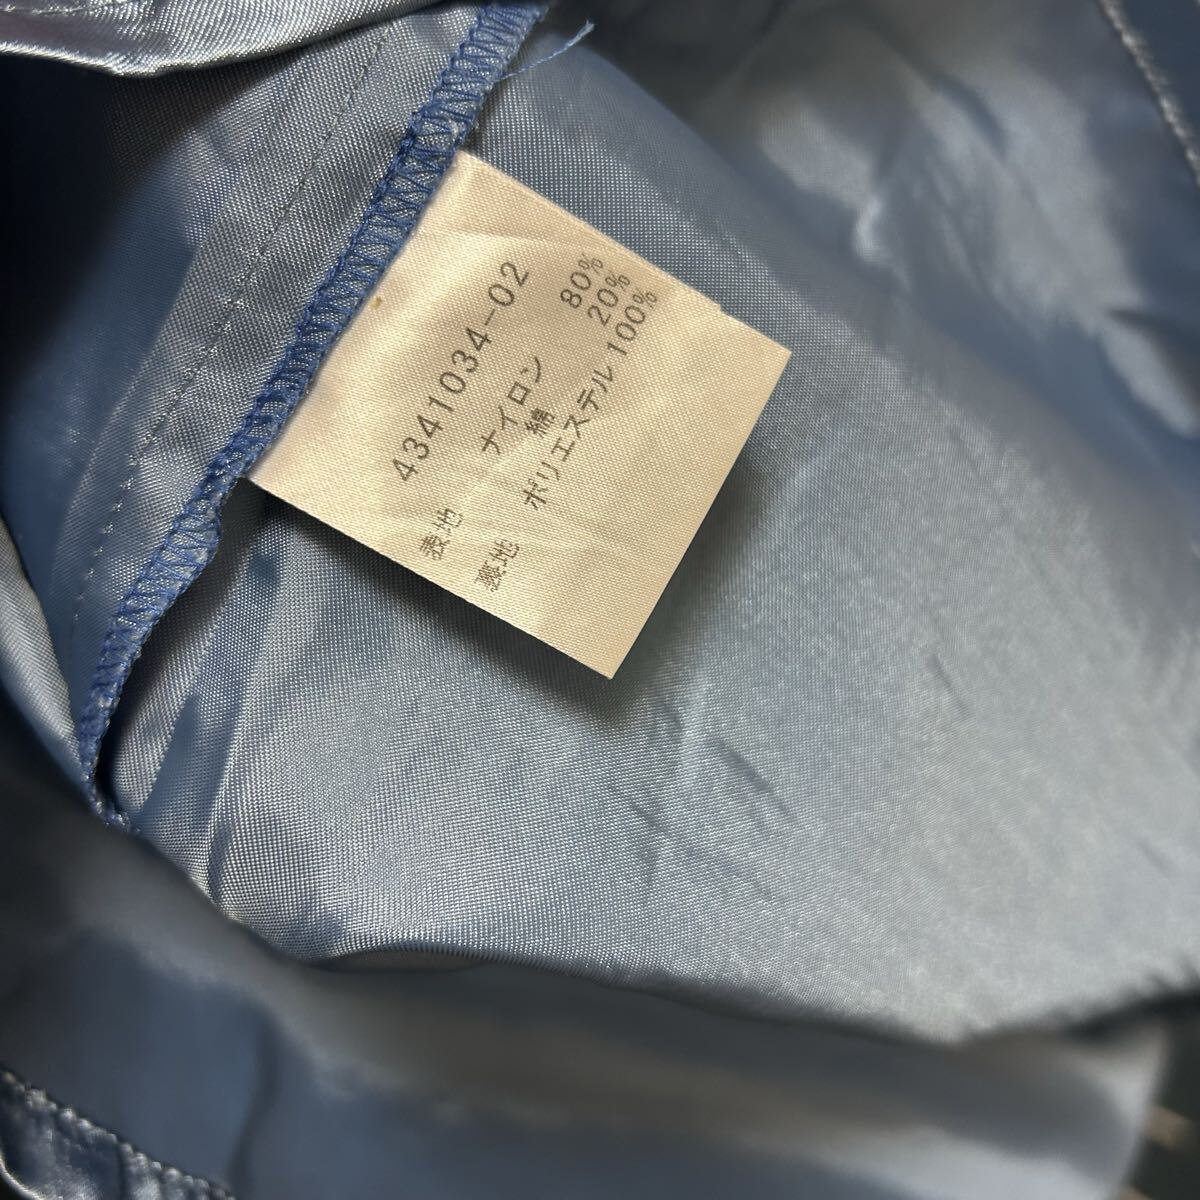 4341034-02
表地 ナイロン 80%
綿 20%
裏地 ポリエステル 100%